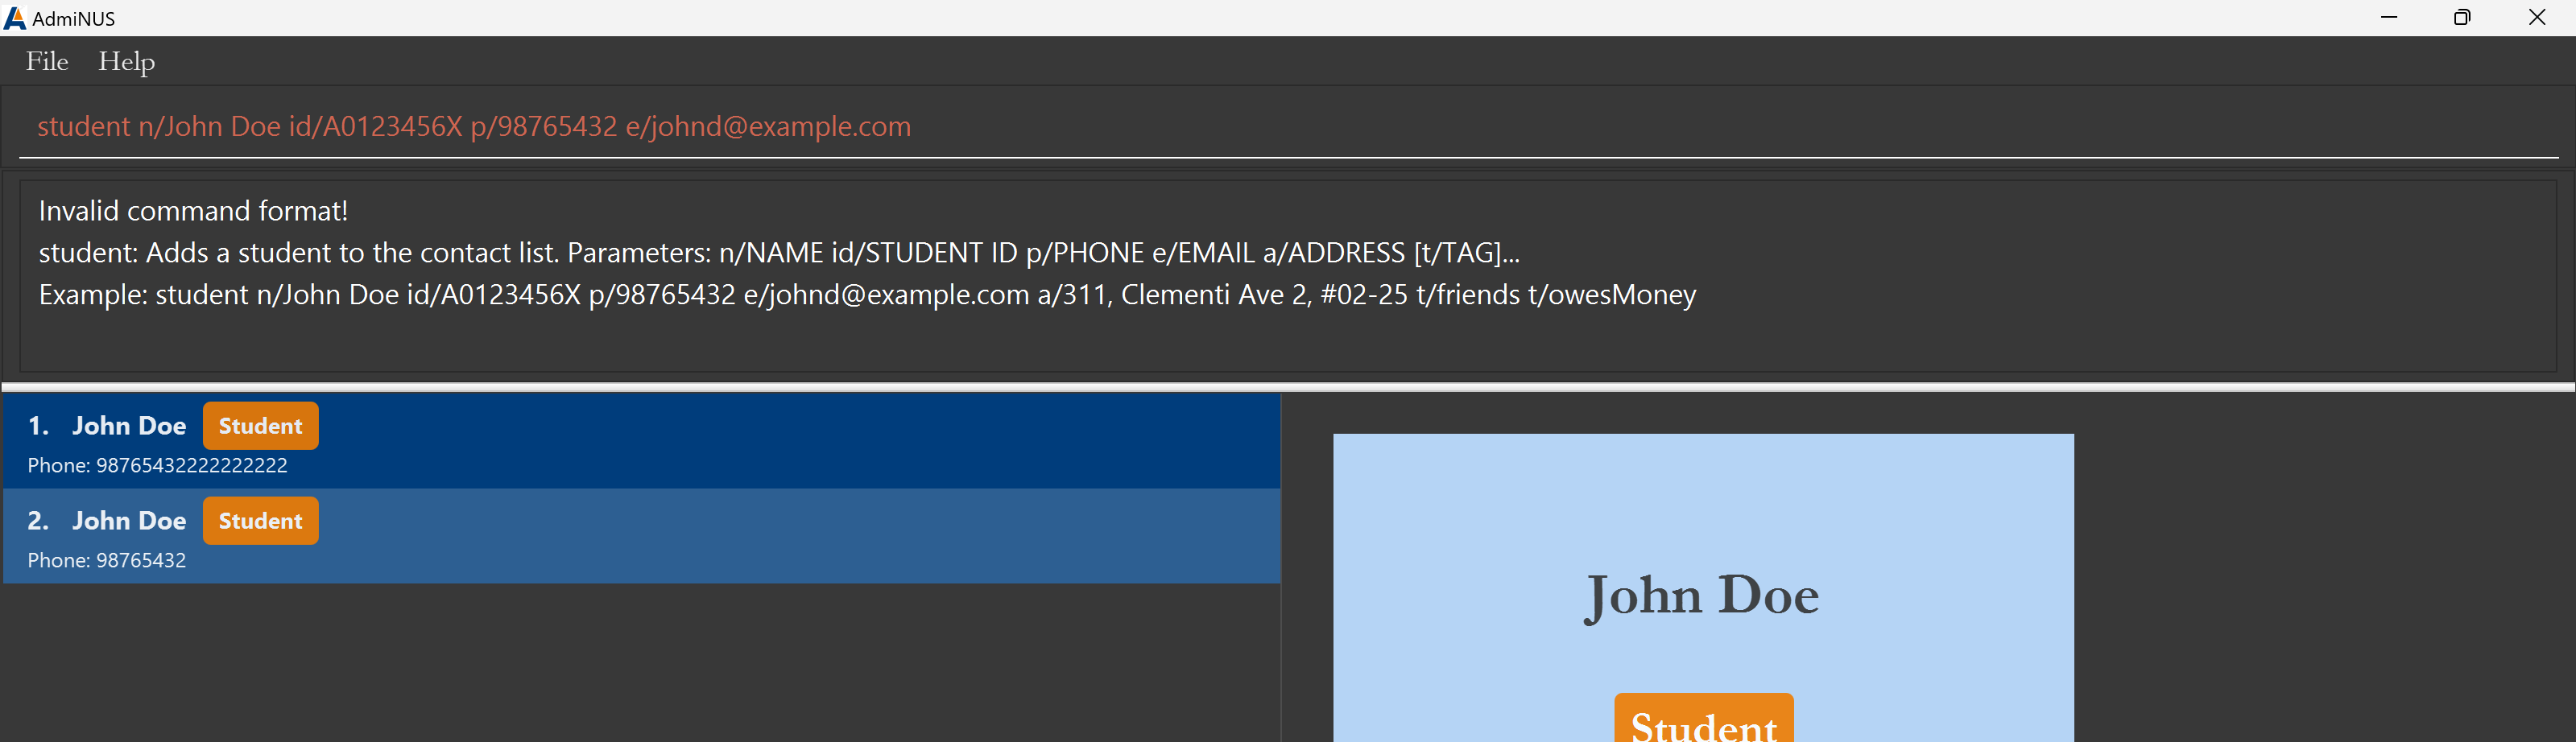 AdmiNUS
File Help
student n/John Doe id/A0123456X p/98765432 e/johnd@example.com
Invalid command format!
student: Adds a student to the contact list. Parameters: n/NAME id/STUDENT ID p/PHONE e/EMAIL a/ADDRESS [t/TAG]...
Example: student n/John Doe id/A0123456X p/98765432 e/johnd@example.com a/311, Clementi Ave 2, #02-25 t/friends t/owesMoney
1. John Doe Student
Phone: 98765432222222222
2. John Doe Student
Phone: 98765432
John Doe
Student